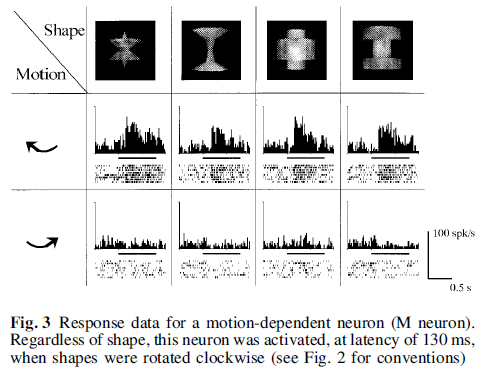 Shape
Motion
100 spk/s
0.5 s
Fig. 3 Response data for a motion-dependent neuron (M neuron).
Regardless of shape, this neuron was activated, at latency of 130 ms,
when shapes were rotated clockwise (see Fig. 2 for conventions)